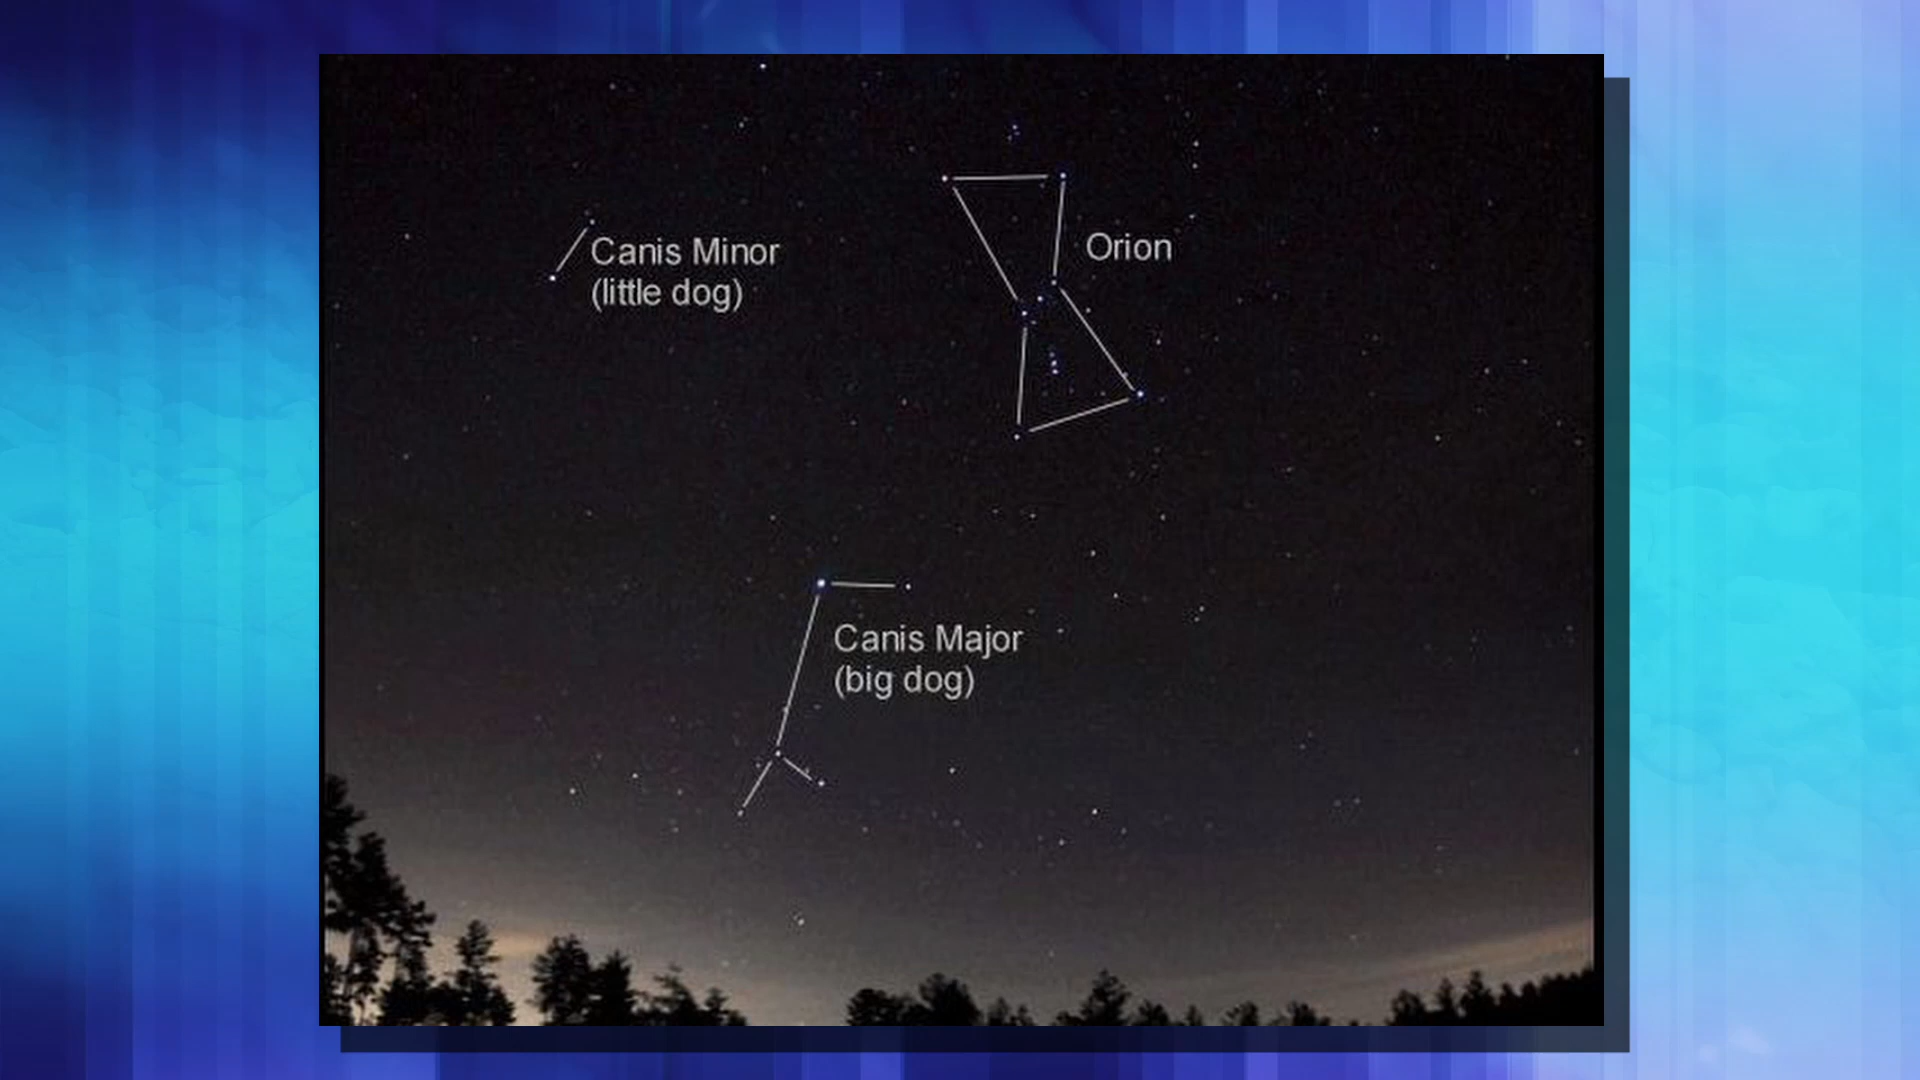 Orion
Canis Minor
(little dog)
Canis Major
(big dog)